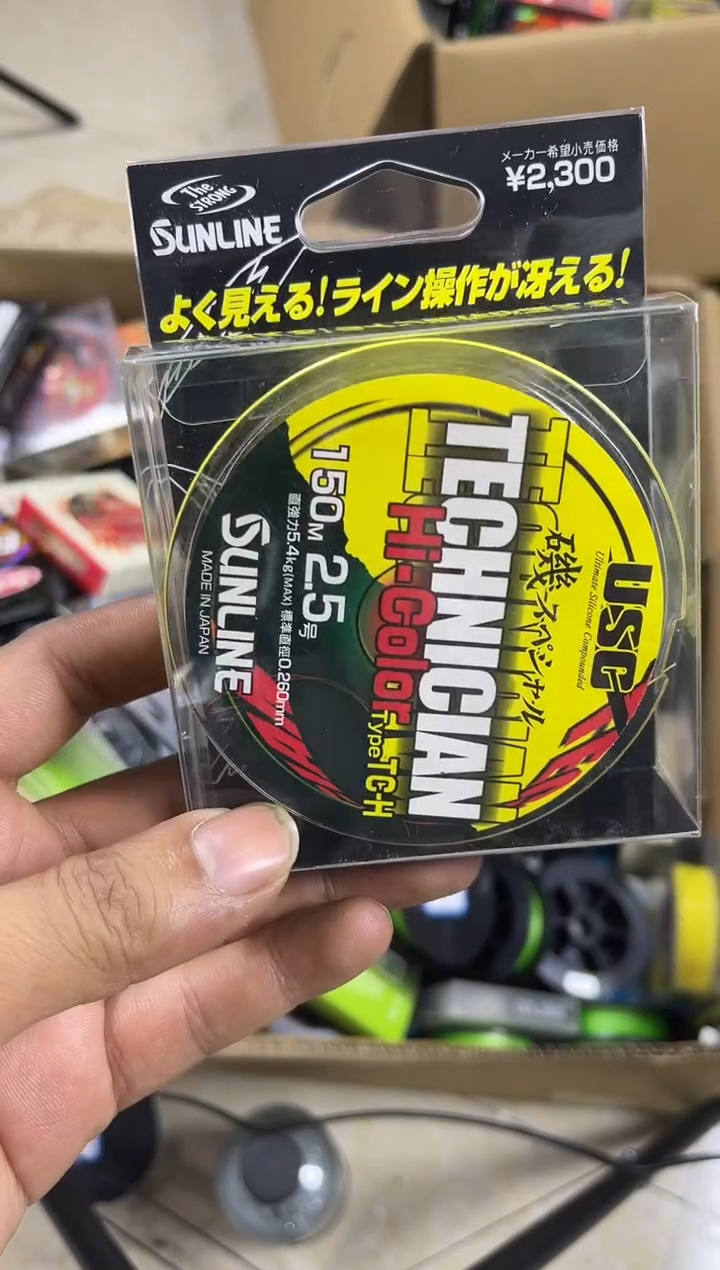 The
STRONG
SUNLINE
メーカー希望小売価格
¥2,300
よく見える!ライン操作が冴える!
USC
Ultimate Silicone Compounded
磯スペシャル
TECHNICIAN
Hi-Color
Type TC-H
150M 2.5号
直強力5.4kg(MAX) 標準直径0.260mm
SUNLINE
MADE IN JAPAN